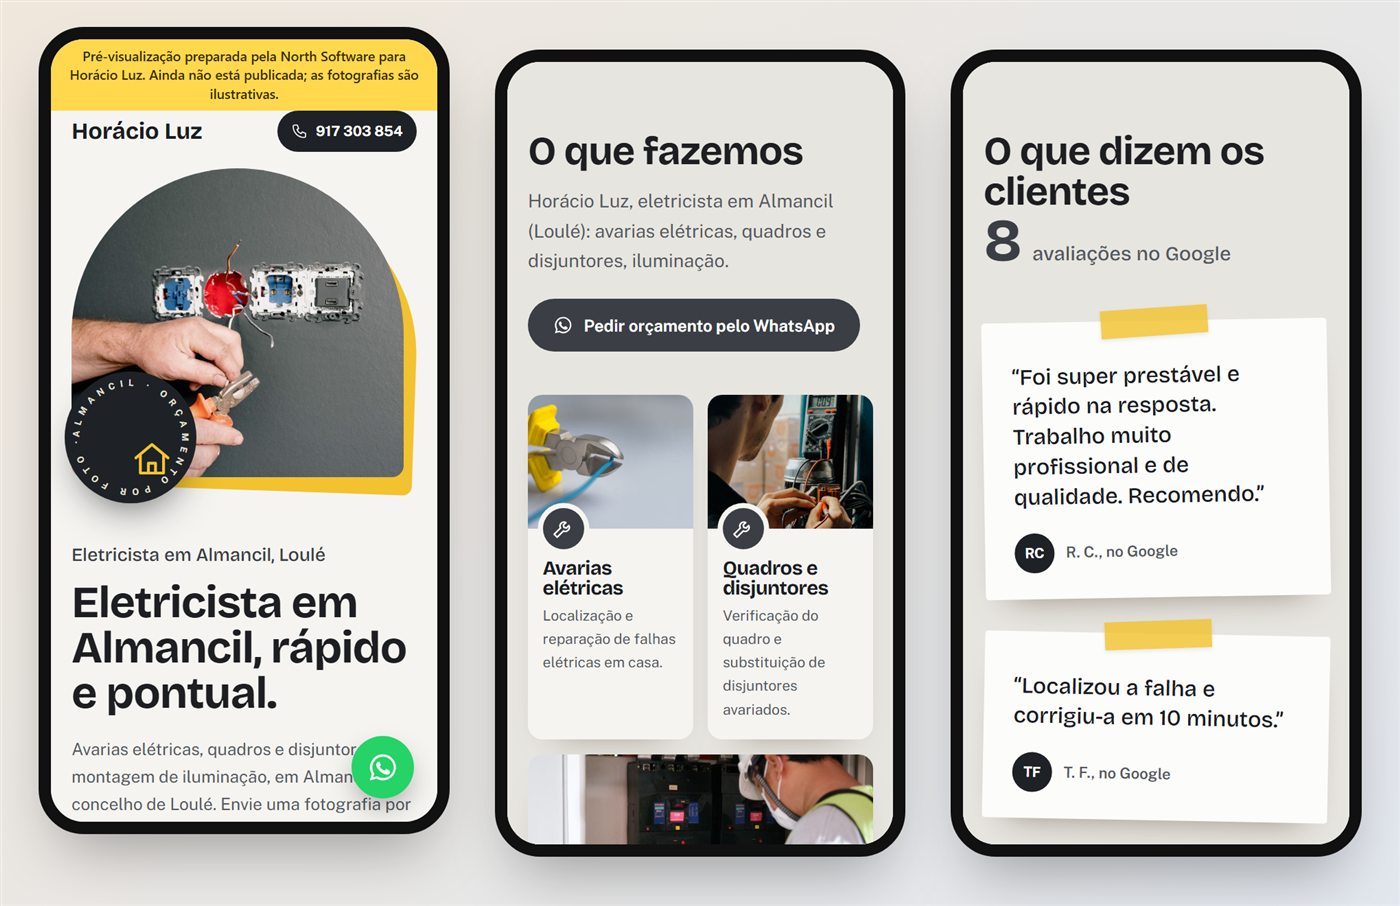 Pré-visualização preparada pela North Software para
Horácio Luz. Ainda não está publicada; as fotografias são
ilustrativas.
Horácio Luz
917 303 854
ALMANCIL · ORÇAMENTO POR FOTO ·
Eletricista em Almancil, Loulé
Eletricista em
Almancil, rápido
e pontual.
Avarias elétricas, quadros e
montagem de iluminação, em
concelho de Loulé. Envie uma fotografia por
O que fazemos
Horácio Luz, eletricista em Almancil
(Loulé): avarias elétricas, quadros e
disjuntores, iluminação.
Pedir orçamento pelo WhatsApp
Avarias
elétricas
Localização e
reparação de falhas
elétricas em casa.
Quadros e
disjuntores
Verificação do
quadro e
substituição de
disjuntores
avariados.
O que dizem os
clientes
8 avaliações no Google
“Foi super prestável e
rápido na resposta.
Trabalho muito
profissional e de
qualidade. Recomendo.”
RC R. C., no Google
“Localizou a falha e
corrigiu-a em 10 minutos.”
TF T. F., no Google